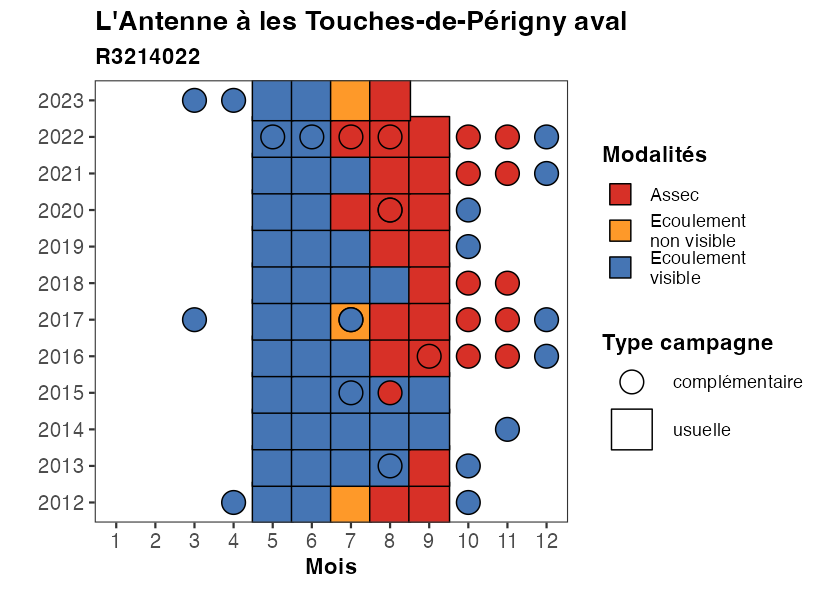 L'Antenne à les Touches-de-Périgny aval
R3214022
2023
2022
2021
2020
2019
2018
2017
2016
2015
2014
2013
2012
1 2 3 4 5 6 7 8 9 10 11 12
Mois
Modalités
Assec
Ecoulement
non visible
Ecoulement
visible
Type campagne
complémentaire
usuelle